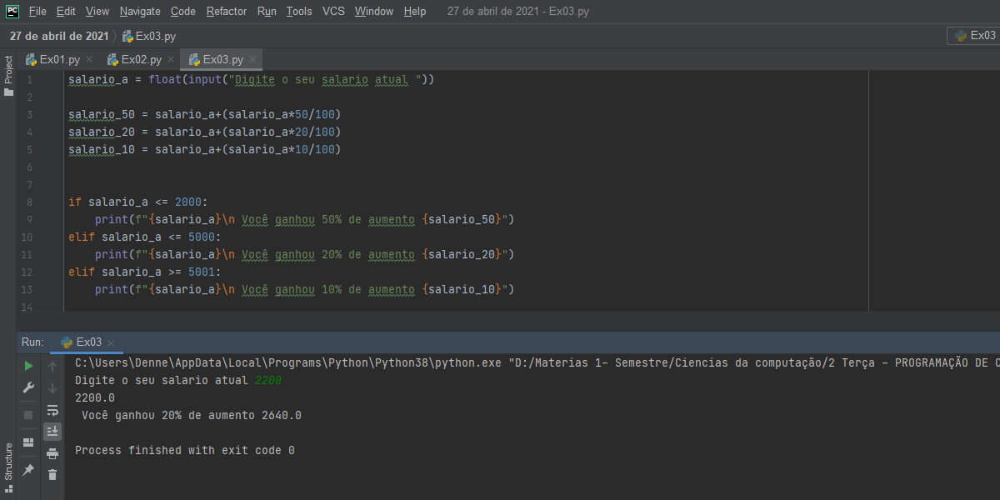 PC File Edit View Navigate Code Refactor Run Tools VCS Window Help 27 de abril de 2021 - Ex03.py
27 de abril de 2021 Ex03.py Ex03
Ex01.py Ex02.py Ex03.py
Project
1 salario_a = float(input("Digite o seu salario atual "))
2
3 salario_50 = salario_a+(salario_a*50/100)
4 salario_20 = salario_a+(salario_a*20/100)
5 salario_10 = salario_a+(salario_a*10/100)
6
7
8 if salario_a <= 2000:
9 print(f"{salario_a}\n Você ganhou 50% de aumento {salario_50}")
10 elif salario_a <= 5000:
11 print(f"{salario_a}\n Você ganhou 20% de aumento {salario_20}")
12 elif salario_a >= 5001:
13 print(f"{salario_a}\n Você ganhou 10% de aumento {salario_10}")
14
Run: Ex03
C:\Users\Denne\AppData\Local\Programs\Python\Python38\python.exe "D:/Materias 1- Semestre/Ciencias da computação/2 Terça - PROGRAMAÇÃO DE C
Digite o seu salario atual 2200
2200.0
Você ganhou 20% de aumento 2640.0
Process finished with exit code 0
Structure